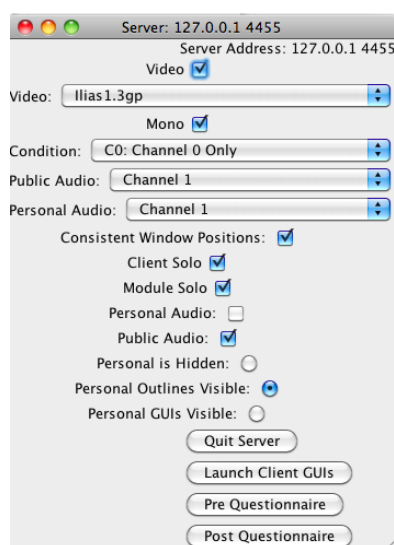 Server: 127.0.0.1 4455
Server Address: 127.0.0.1 4455
Video
Video: Ilias1.3gp
Mono
Condition: C0: Channel 0 Only
Public Audio: Channel 1
Personal Audio: Channel 1
Consistent Window Positions:
Client Solo
Module Solo
Personal Audio:
Public Audio:
Personal is Hidden:
Personal Outlines Visible:
Personal GUIs Visible:
Quit Server
Launch Client GUIs
Pre Questionnaire
Post Questionnaire